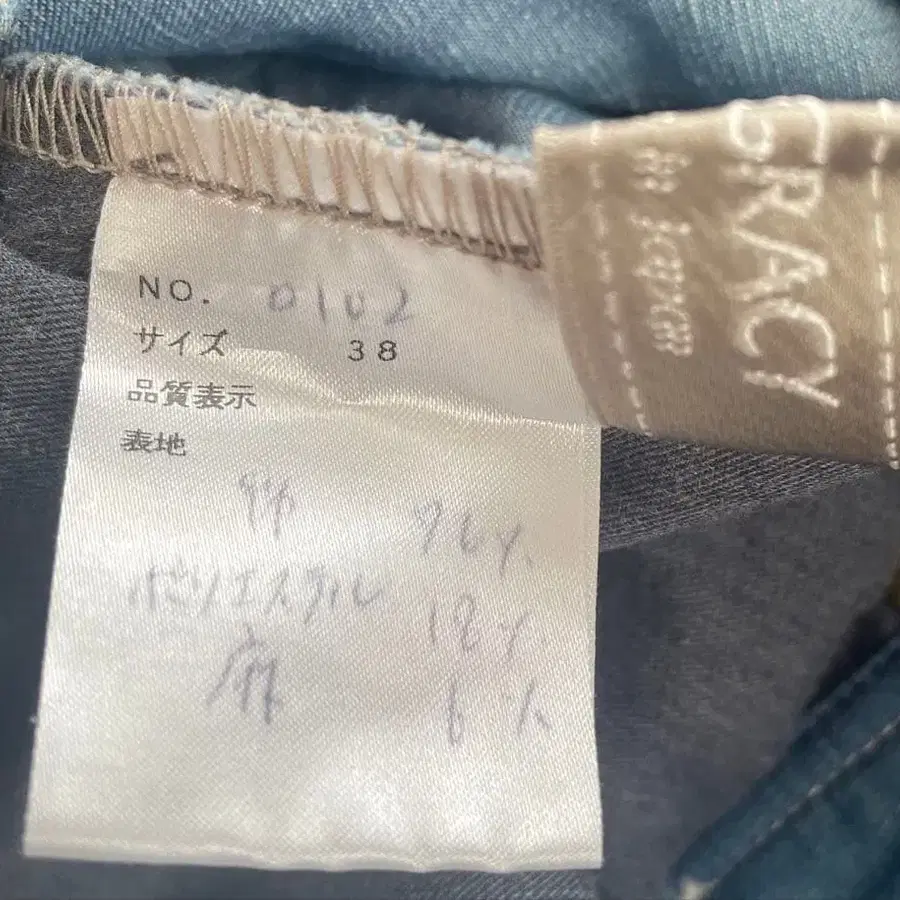 GRACY
in Japan
NO. 0102
サイズ 38
品質表示
表地
綿 76%
ポリエステル 18%
麻 6%